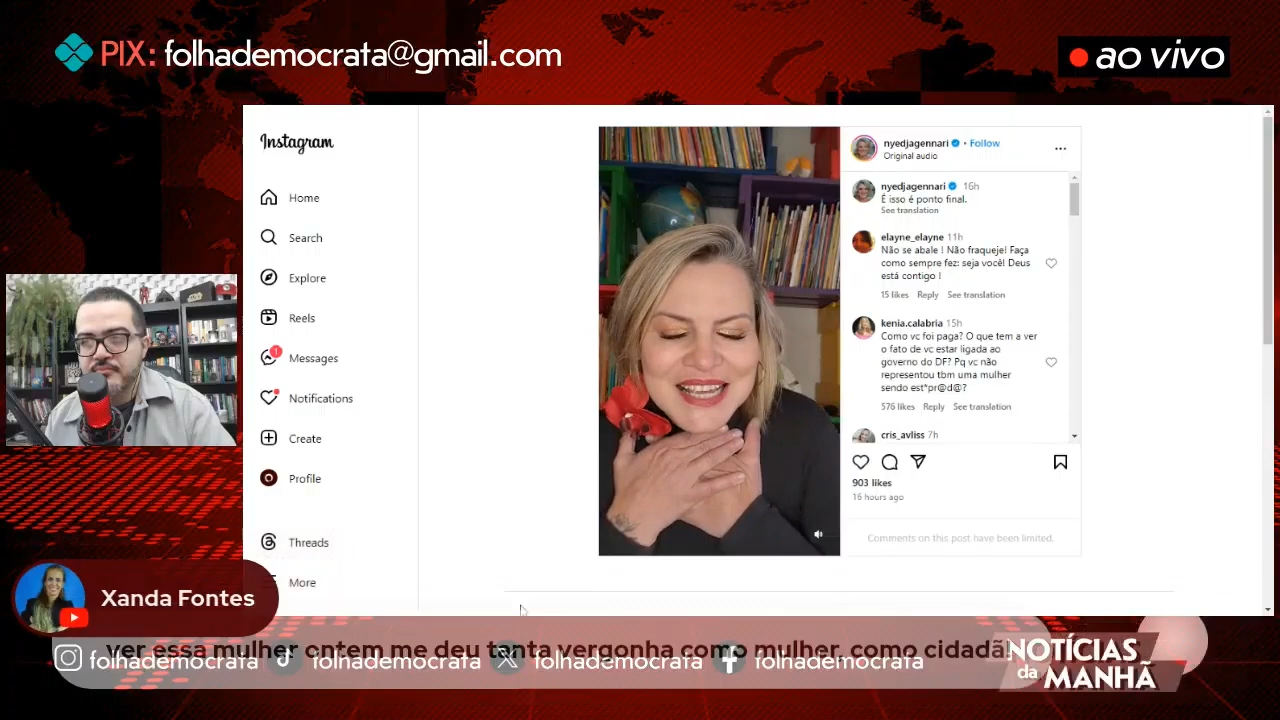 PIX: folhademocrata@gmail.com
ao vivo
Instagram
Home
Search
Explore
Reels
1
Messages
Notifications
Create
Profile
Threads
More
nyedjagennari • Follow
Original audio
nyedjagennari 16h
É isso é ponto final.
See translation
elayne_elayne 11h
Não se abale ! Não fraqueje! Faça
como sempre fez: seja você! Deus
está contigo !
15 likes Reply See translation
kenia.calabria 15h
Como vc foi paga? O que tem a ver
o fato de vc estar ligada ao
governo do DF? Pq vc não
representou tbm uma mulher
sendo est*pr@d@?
576 likes Reply See translation
cris_avliss 7h
903 likes
16 hours ago
Comments on this post have been limited.
Xanda Fontes
ver essa mulher ontem me deu tanta vergonha como mulher, como cidadã
folhademocrata folhademocrata folhademocrata folhademocrata
NOTÍCIAS
da MANHÃ